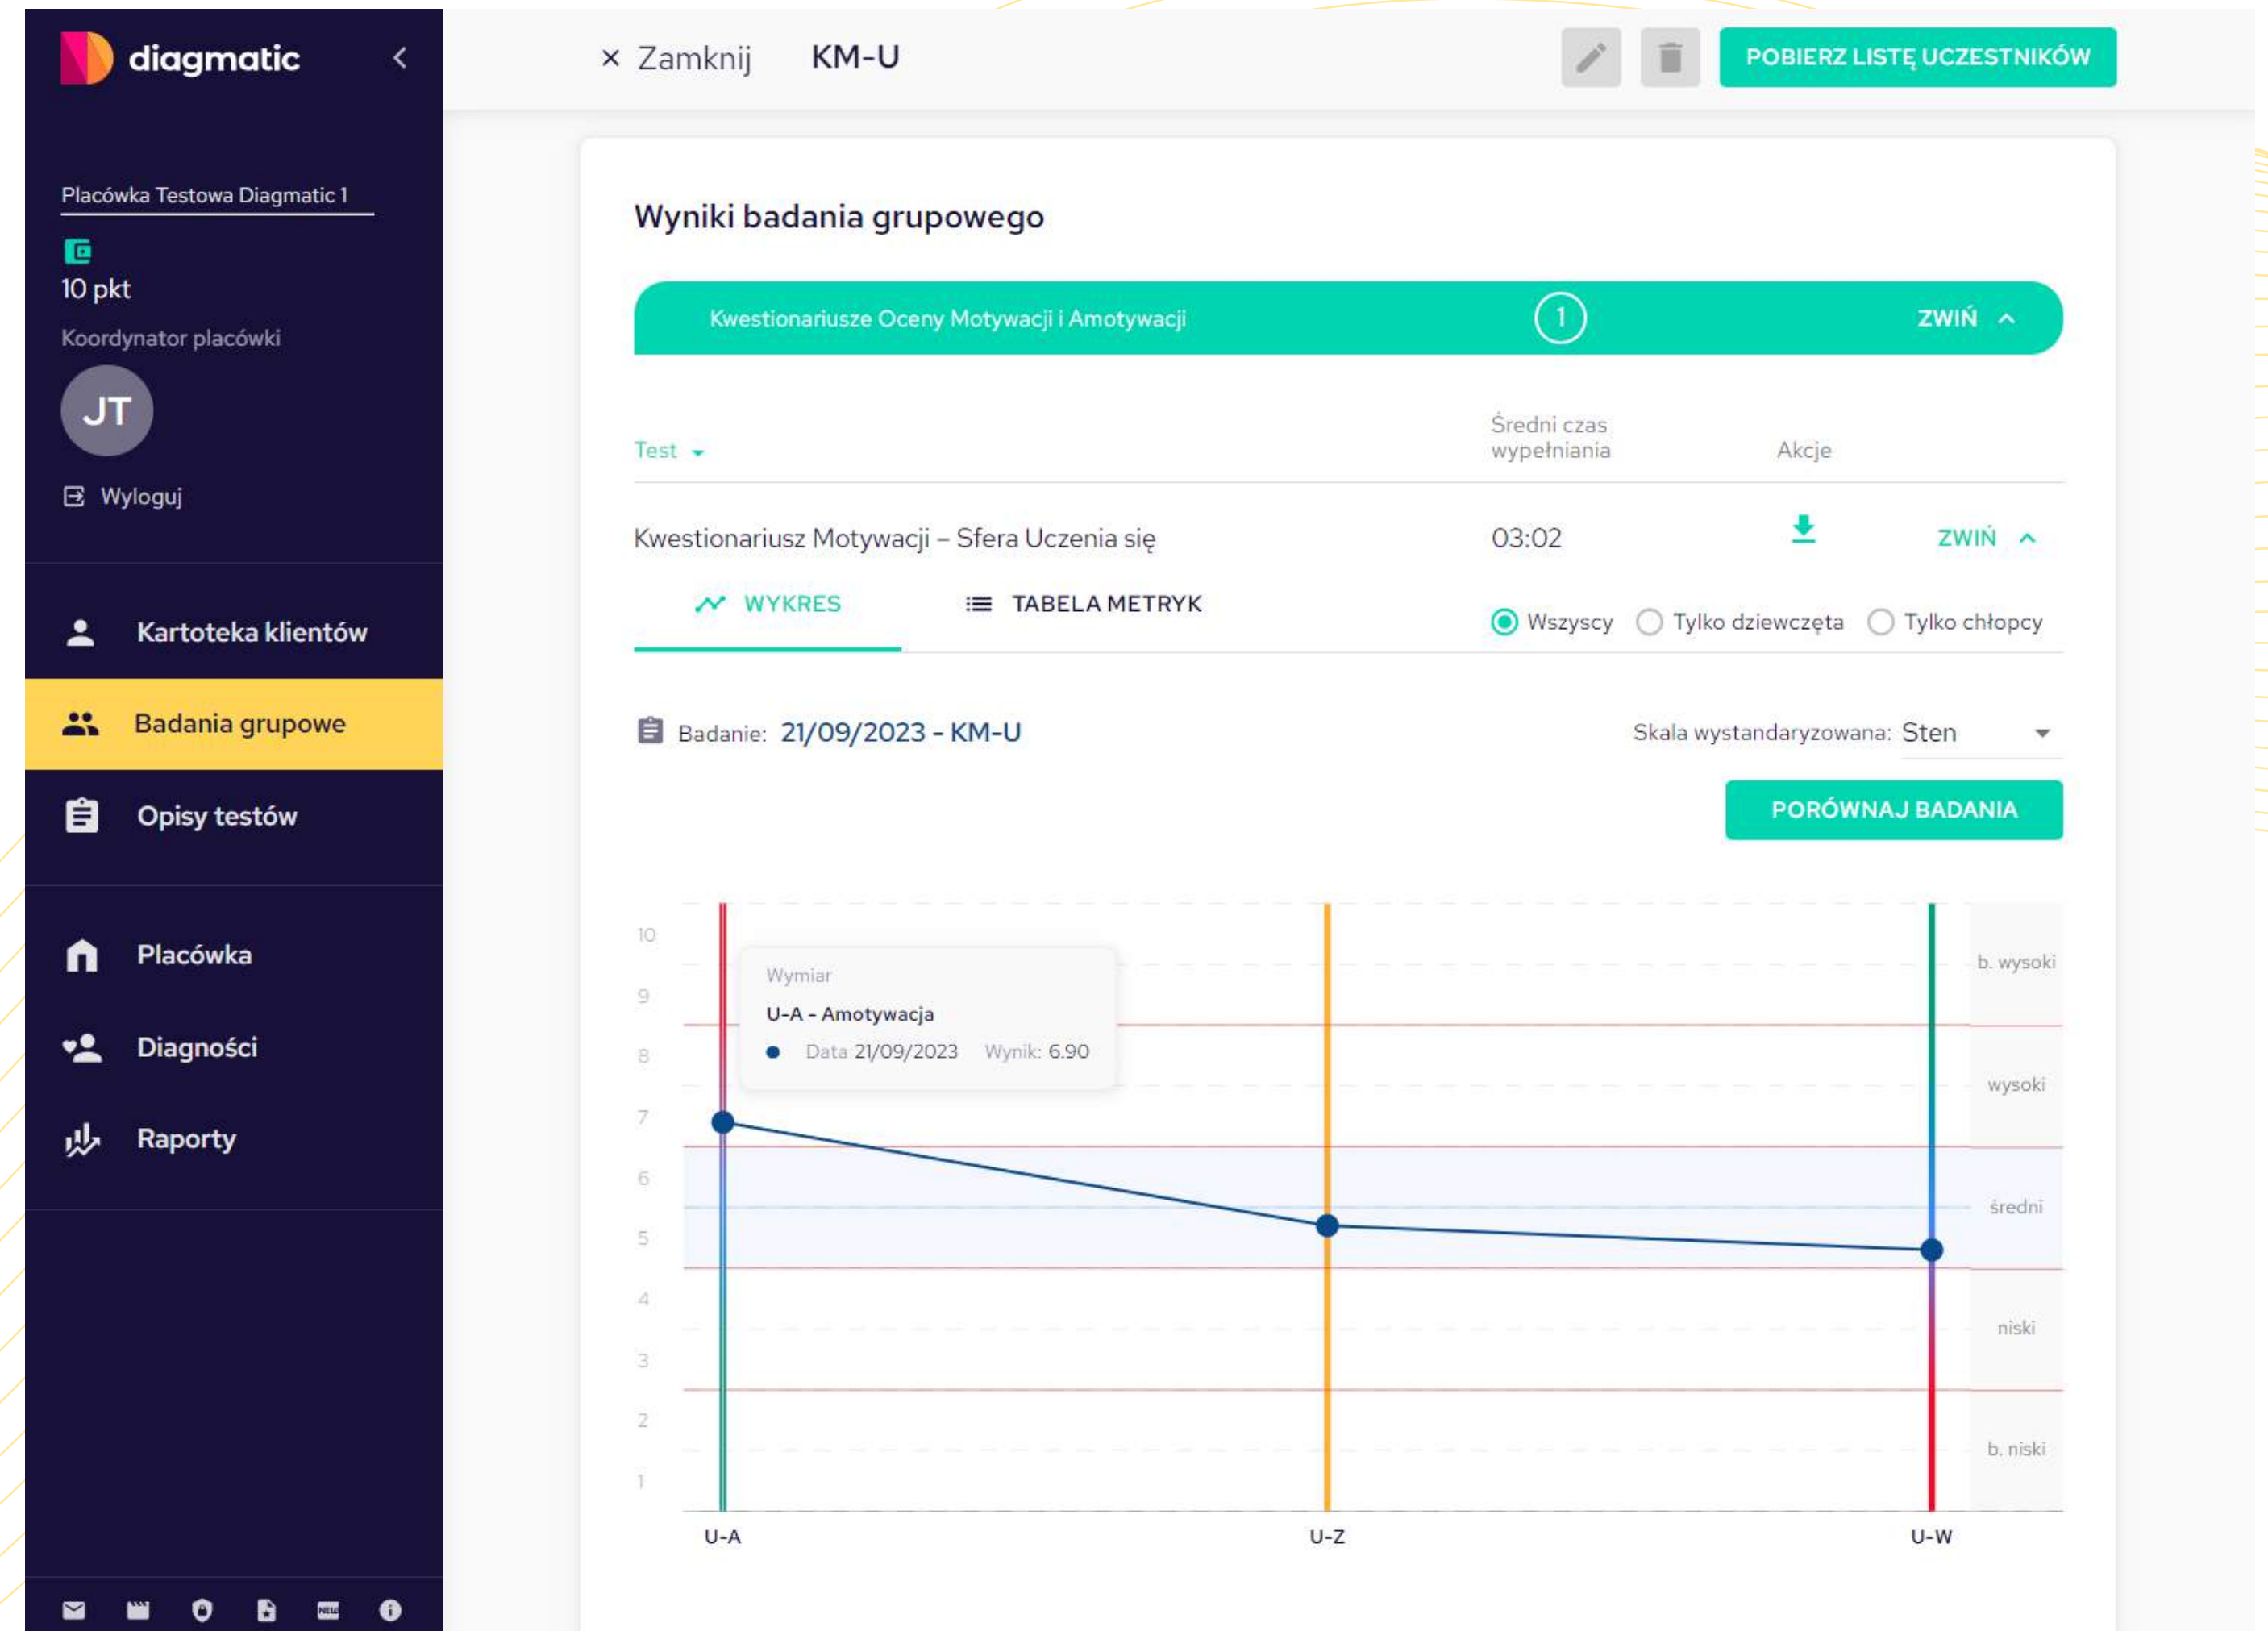 diagmatic
Placówka Testowa Diagmatic 1
10 pkt
Koordynator placówki
JT
Wyloguj
Kartoteka klientów
Badania grupowe
Opisy testów
Placówka
Diagności
Raporty
NEW
× Zamknij KM-U
POBIERZ LISTĘ UCZESTNIKÓW
Wyniki badania grupowego
Kwestionariusze Oceny Motywacji i Amotywacji 1 ZWIŃ
Test
Średni czas
wypełniania
Akcje
Kwestionariusz Motywacji – Sfera Uczenia się 03:02 ZWIŃ
WYKRES TABELA METRYK
Wszyscy Tylko dziewczęta Tylko chłopcy
Badanie: 21/09/2023 - KM-U
Skala wystandaryzowana: Sten
PORÓWNAJ BADANIA
10
9
8
7
6
5
4
3
2
1
Wymiar
U-A - Amotywacja
Data 21/09/2023 Wynik: 6.90
b. wysoki
wysoki
średni
niski
b. niski
U-A U-Z U-W